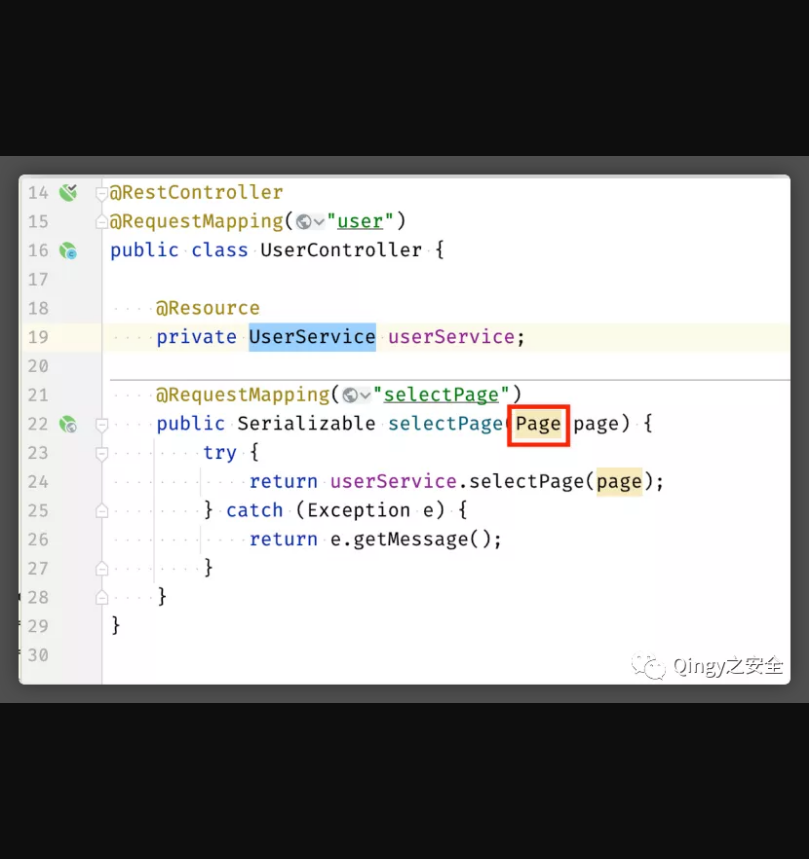 14 @RestController
15 @RequestMapping("user")
16 public class UserController {
17
18 @Resource
19 private UserService userService;
20
21 @RequestMapping("selectPage")
22 public Serializable selectPage(Page page) {
23 try {
24 return userService.selectPage(page);
25 } catch (Exception e) {
26 return e.getMessage();
27 }
28 }
29 }
30
Qingy之安全